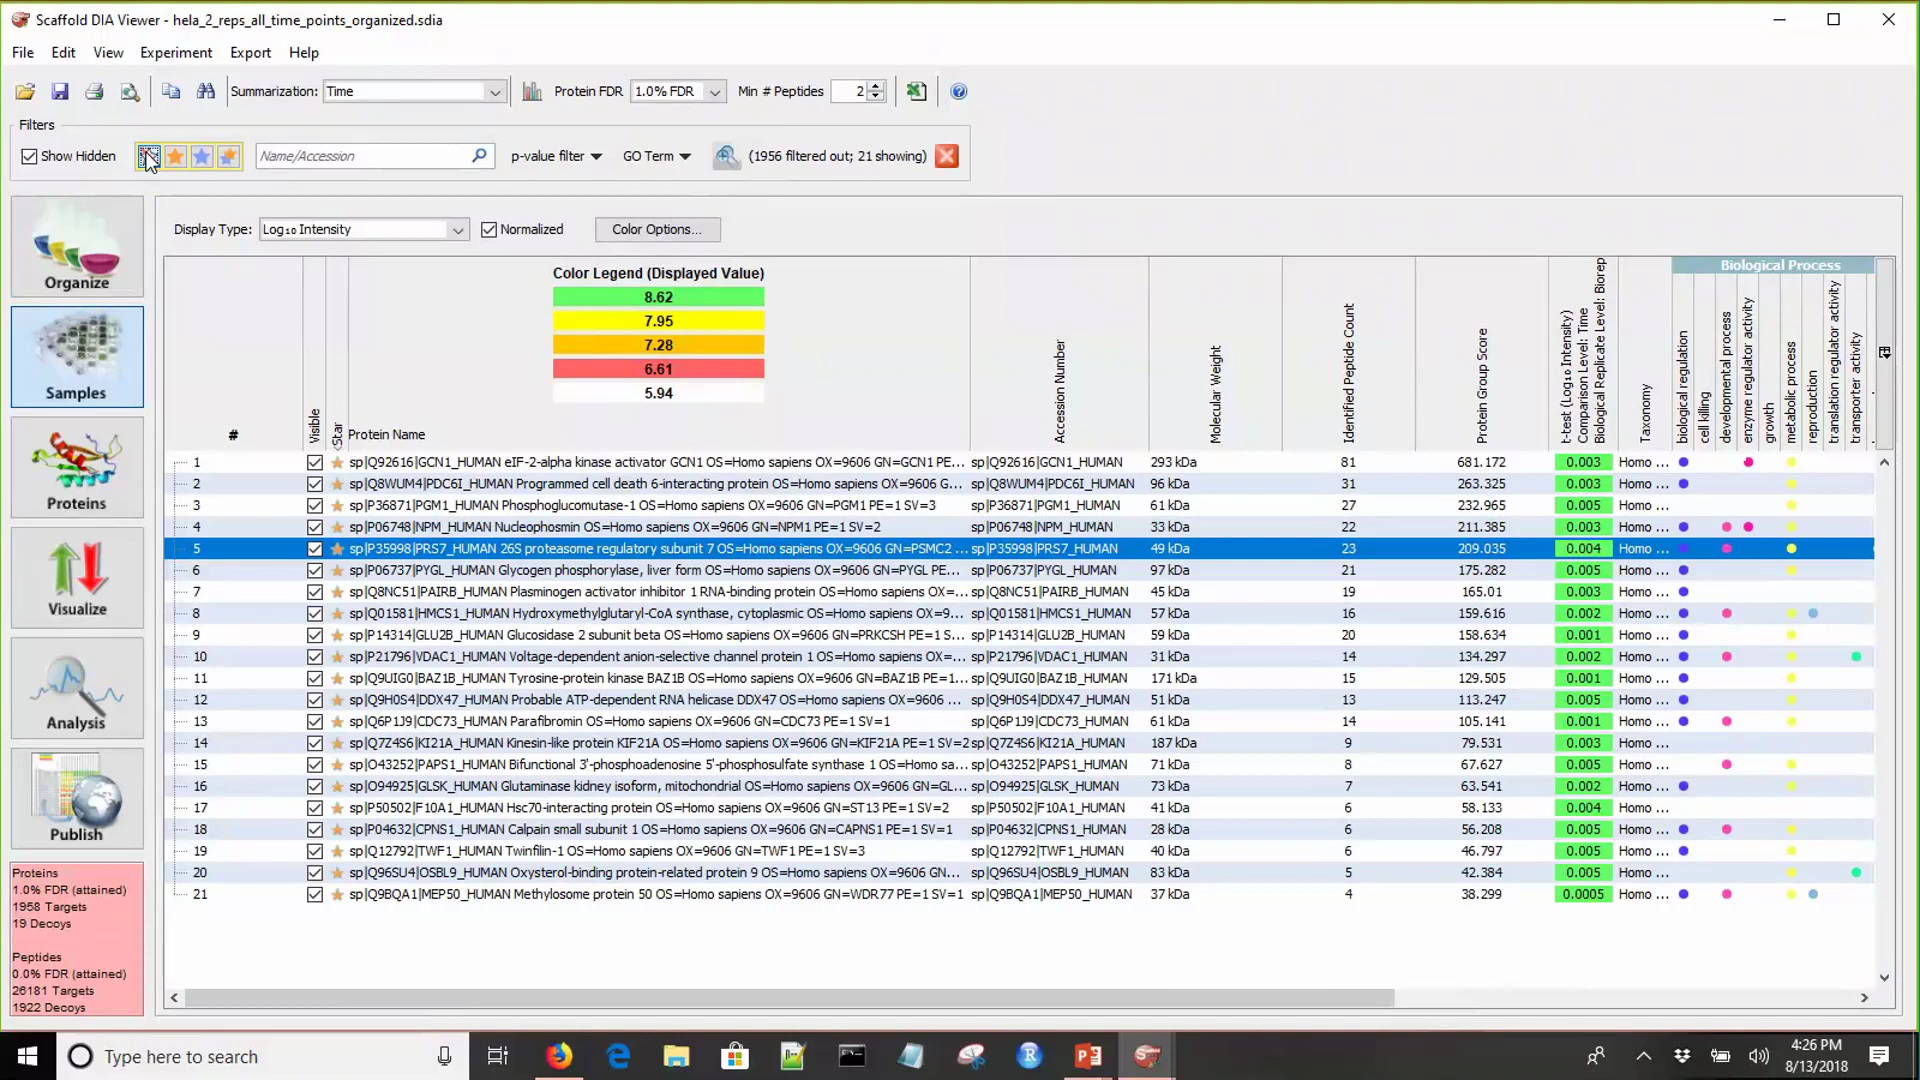 Scaffold DIA Viewer - hela_2_reps_all_time_points_organized.sdia
File Edit View Experiment Export Help
Summarization: Time Protein FDR 1.0% FDR Min # Peptides 2
Filters
Show Hidden Name/Accession p-value filter GO Term (1956 filtered out; 21 showing)
Organize
Samples
Proteins
Visualize
Analysis
Publish
Proteins
1.0% FDR (attained)
1958 Targets
19 Decoys
Peptides
0.0% FDR (attained)
26181 Targets
1922 Decoys
Display Type: Log₁₀ Intensity Normalized Color Options...
Color Legend (Displayed Value)
8.62
7.95
7.28
6.61
5.94
# Visible Star Protein Name Accession Number Molecular Weight Identified Peptide Count Protein Group Score
t-test (Log₁₀ Intensity)
Comparison Level: Time
Biological Replicate Level: Biorep
Taxonomy
Biological Process
biological regulation
cell killing
developmental process
enzyme regulator activity
growth
metabolic process
reproduction
translation regulator activity
transporter activity
1 sp|Q92616|GCN1_HUMAN eIF-2-alpha kinase activator GCN1 OS=Homo sapiens OX=9606 GN=GCN1 PE... sp|Q92616|GCN1_HUMAN 293 kDa 81 681.172 0.003 Homo ...
2 sp|Q8WUM4|PDC6I_HUMAN Programmed cell death 6-interacting protein OS=Homo sapiens OX=9606 G... sp|Q8WUM4|PDC6I_HUMAN 96 kDa 31 263.325 0.003 Homo ...
3 sp|P36871|PGM1_HUMAN Phosphoglucomutase-1 OS=Homo sapiens OX=9606 GN=PGM1 PE=1 SV=3 sp|P36871|PGM1_HUMAN 61 kDa 27 232.965 0.005 Homo ...
4 sp|P06748|NPM_HUMAN Nucleophosmin OS=Homo sapiens OX=9606 GN=NPM1 PE=1 SV=2 sp|P06748|NPM_HUMAN 33 kDa 22 211.385 0.003 Homo ...
5 sp|P35998|PRS7_HUMAN 26S proteasome regulatory subunit 7 OS=Homo sapiens OX=9606 GN=PSMC2 ... sp|P35998|PRS7_HUMAN 49 kDa 23 209.035 0.004 Homo ...
6 sp|P06737|PYGL_HUMAN Glycogen phosphorylase, liver form OS=Homo sapiens OX=9606 GN=PYGL PE... sp|P06737|PYGL_HUMAN 97 kDa 21 175.282 0.005 Homo ...
7 sp|Q8NC51|PAIRB_HUMAN Plasminogen activator inhibitor 1 RNA-binding protein OS=Homo sapiens OX=... sp|Q8NC51|PAIRB_HUMAN 45 kDa 19 165.01 0.003 Homo ...
8 sp|Q01581|HMCS1_HUMAN Hydroxymethylglutaryl-CoA synthase, cytoplasmic OS=Homo sapiens OX=9... sp|Q01581|HMCS1_HUMAN 57 kDa 16 159.616 0.002 Homo ...
9 sp|P14314|GLU2B_HUMAN Glucosidase 2 subunit beta OS=Homo sapiens OX=9606 GN=PRKCSH PE=1 S... sp|P14314|GLU2B_HUMAN 59 kDa 20 158.634 0.001 Homo ...
10 sp|P21796|VDAC1_HUMAN Voltage-dependent anion-selective channel protein 1 OS=Homo sapiens OX=... sp|P21796|VDAC1_HUMAN 31 kDa 14 134.297 0.002 Homo ...
11 sp|Q9UIG0|BAZ1B_HUMAN Tyrosine-protein kinase BAZ1B OS=Homo sapiens OX=9606 GN=BAZ1B PE=1... sp|Q9UIG0|BAZ1B_HUMAN 171 kDa 15 129.505 0.001 Homo ...
12 sp|Q9H0S4|DDX47_HUMAN Probable ATP-dependent RNA helicase DDX47 OS=Homo sapiens OX=9606 ... sp|Q9H0S4|DDX47_HUMAN 50 kDa 13 113.247 0.005 Homo ...
13 sp|Q6P1J9|CDC73_HUMAN Parafibromin OS=Homo sapiens OX=9606 GN=CDC73 PE=1 SV=1 sp|Q6P1J9|CDC73_HUMAN 61 kDa 14 105.141 0.001 Homo ...
14 sp|Q7Z4S6|KI21A_HUMAN Kinesin-like protein KIF21A OS=Homo sapiens OX=9606 GN=KIF21A PE=1 SV=2 sp|Q7Z4S6|KI21A_HUMAN 187 kDa 9 79.531 0.003 Homo ...
15 sp|O43252|PAPS1_HUMAN Bifunctional 3'-phosphoadenosine 5'-phosphosulfate synthase 1 OS=Homo sa... sp|O43252|PAPS1_HUMAN 71 kDa 8 67.627 0.005 Homo ...
16 sp|O94925|GLSK_HUMAN Glutaminase kidney isoform, mitochondrial OS=Homo sapiens OX=9606 GN=GL... sp|O94925|GLSK_HUMAN 73 kDa 7 63.541 0.002 Homo ...
17 sp|P50502|F10A1_HUMAN Hsc70-interacting protein OS=Homo sapiens OX=9606 GN=ST13 PE=1 SV=2 sp|P50502|F10A1_HUMAN 41 kDa 6 58.133 0.004 Homo ...
18 sp|P04632|CPNS1_HUMAN Calpain small subunit 1 OS=Homo sapiens OX=9606 GN=CAPNS1 PE=1 SV=1 sp|P04632|CPNS1_HUMAN 28 kDa 6 56.208 0.005 Homo ...
19 sp|Q12792|TWF1_HUMAN Twinfilin-1 OS=Homo sapiens OX=9606 GN=TWF1 PE=1 SV=3 sp|Q12792|TWF1_HUMAN 40 kDa 6 46.797 0.005 Homo ...
20 sp|Q96SU4|OSBL9_HUMAN Oxysterol-binding protein-related protein 9 OS=Homo sapiens OX=9606 GN... sp|Q96SU4|OSBL9_HUMAN 83 kDa 5 42.384 0.005 Homo ...
21 sp|Q9BQA1|MEP50_HUMAN Methylosome protein 50 OS=Homo sapiens OX=9606 GN=WDR77 PE=1 SV=1 sp|Q9BQA1|MEP50_HUMAN 37 kDa 4 38.299 0.0005 Homo ...
Type here to search
4:26 PM
8/13/2018